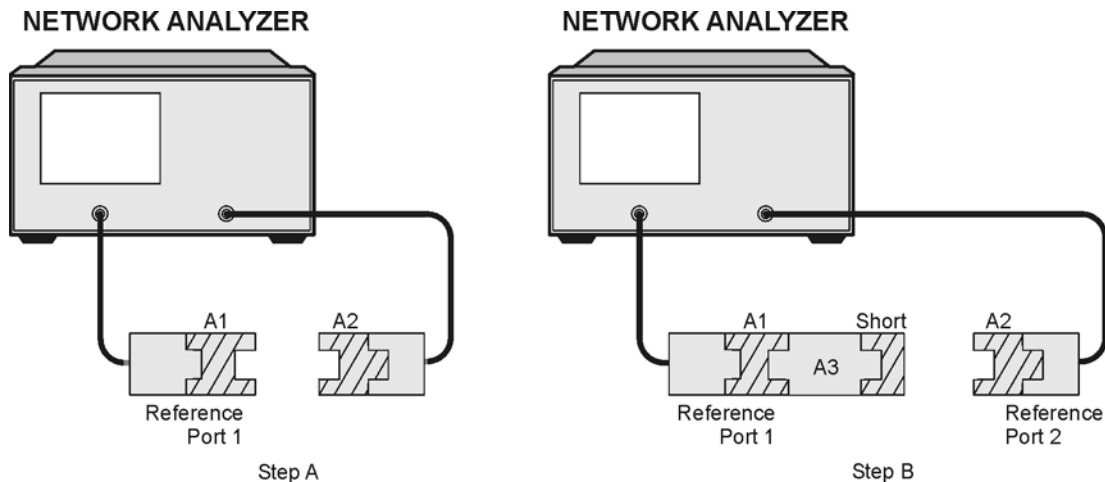 NETWORK ANALYZER
A1
A2
Reference
Port 1
Step A
NETWORK ANALYZER
A1
Short
A2
A3
Reference
Port 1
Reference
Port 2
Step B